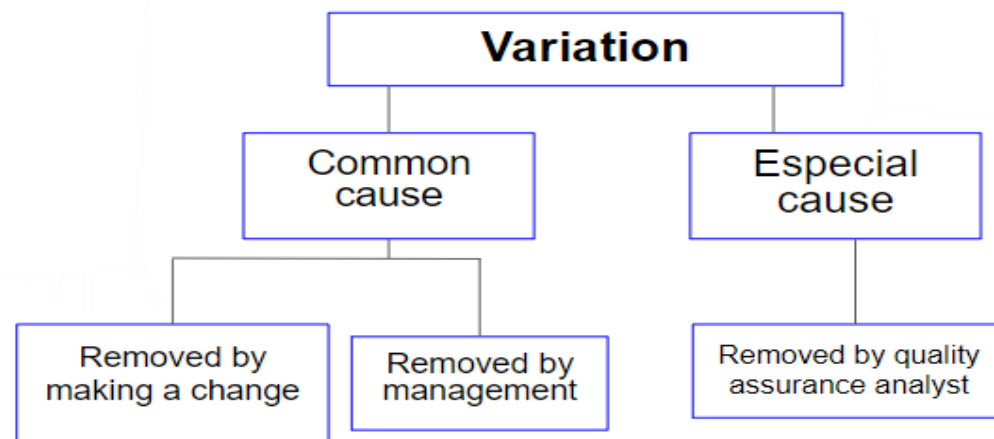 Variation
Common
cause
Especial
cause
Removed by
making a change
Removed by
management
Removed by quality
assurance analyst